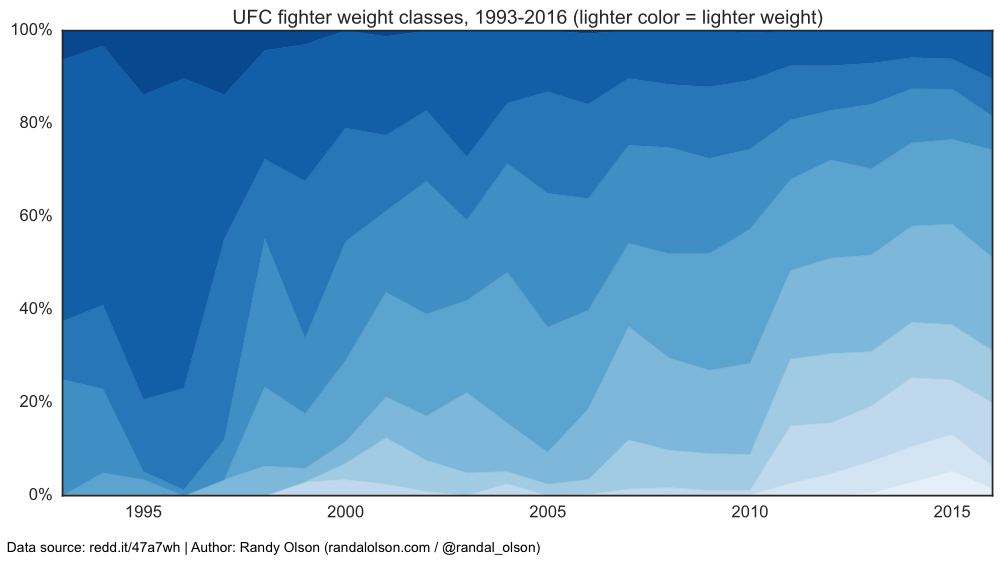 UFC fighter weight classes, 1993-2016 (lighter color = lighter weight)
100%
80%
60%
40%
20%
0%
1995 2000 2005 2010 2015
Data source: redd.it/47a7wh | Author: Randy Olson (randalolson.com / @randal_olson)